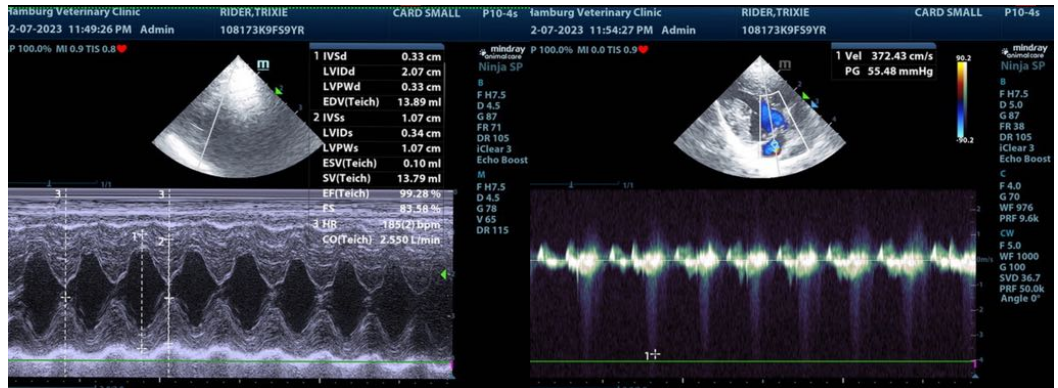 Hamburg Veterinary Clinic RIDER,TRIXIE CARD SMALL P10-4s
02-07-2023 11:49:26 PM Admin 108173K9FS9YR
P 100.0% MI 0.9 TIS 0.8
m
mindray
animal care
Ninja SP
1 IVSd 0.33 cm
LVIDd 2.07 cm
LVPWd 0.33 cm
EDV(Teich) 13.89 ml
2 IVSs 1.07 cm
LVIDs 0.34 cm
LVPWs 1.07 cm
ESV(Teich) 0.10 ml
SV(Teich) 13.79 ml
EF(Teich) 99.28 %
FS 83.58 %
3 HR 185(2) bpm
CO(Teich) 2.550 L/min
B
F H7.5
D 4.5
G 87
FR 71
DR 105
iClear 3
Echo Boost
M
F H7.5
D 4.5
G 78
V 65
DR 115
1/1
3
3
1
2
Hamburg Veterinary Clinic RIDER,TRIXIE CARD SMALL P10-4s
2-07-2023 11:54:27 PM Admin 108173K9FS9YR
P 100.0% MI 0.0 TIS 0.9
m
mindray
animal care
Ninja SP
1 Vel 372.43 cm/s
PG 55.48 mmHg
90.2
-90.2
B
F H7.5
D 5.0
G 87
FR 38
DR 105
iClear 3
Echo Boost
C
F 4.0
G 70
WF 976
PRF 9.6k
CW
F 5.0
WF 1000
G 100
SVD 36.7
PRF 50.0k
Angle 0°
1/1
1